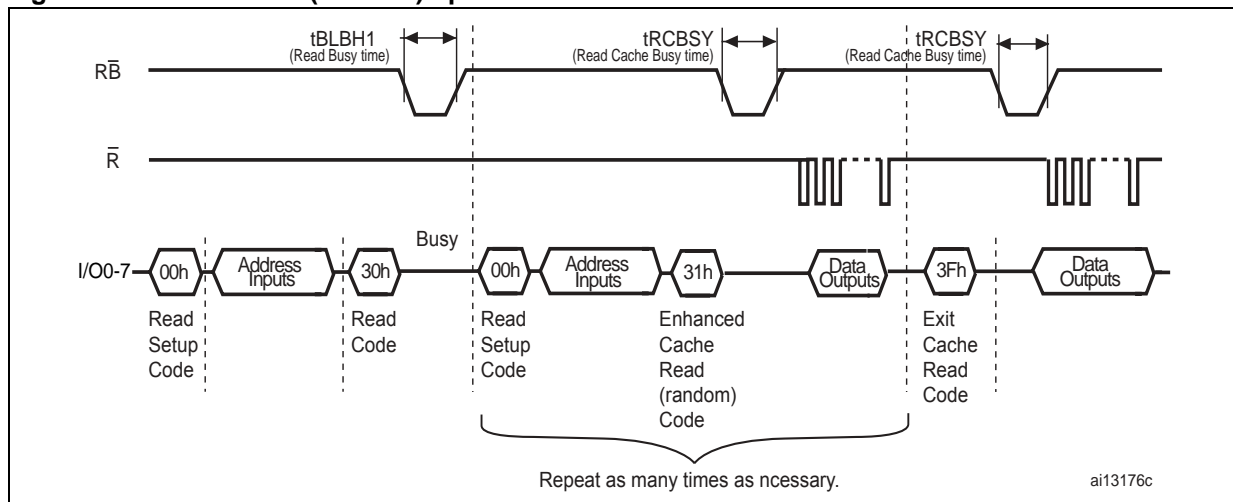 tBLBH1
(Read Busy time)
tRCBSY
(Read Cache Busy time)
tRCBSY
(Read Cache Busy time)
RB̅
R̅
Busy
I/O0-7
00h
Address
Inputs
30h
00h
Address
Inputs
31h
Data
Outputs
3Fh
Data
Outputs
Read
Setup
Code
Read
Code
Read
Setup
Code
Enhanced
Cache
Read
(random)
Code
Exit
Cache
Read
Code
Repeat as many times as ncessary.
ai13176c